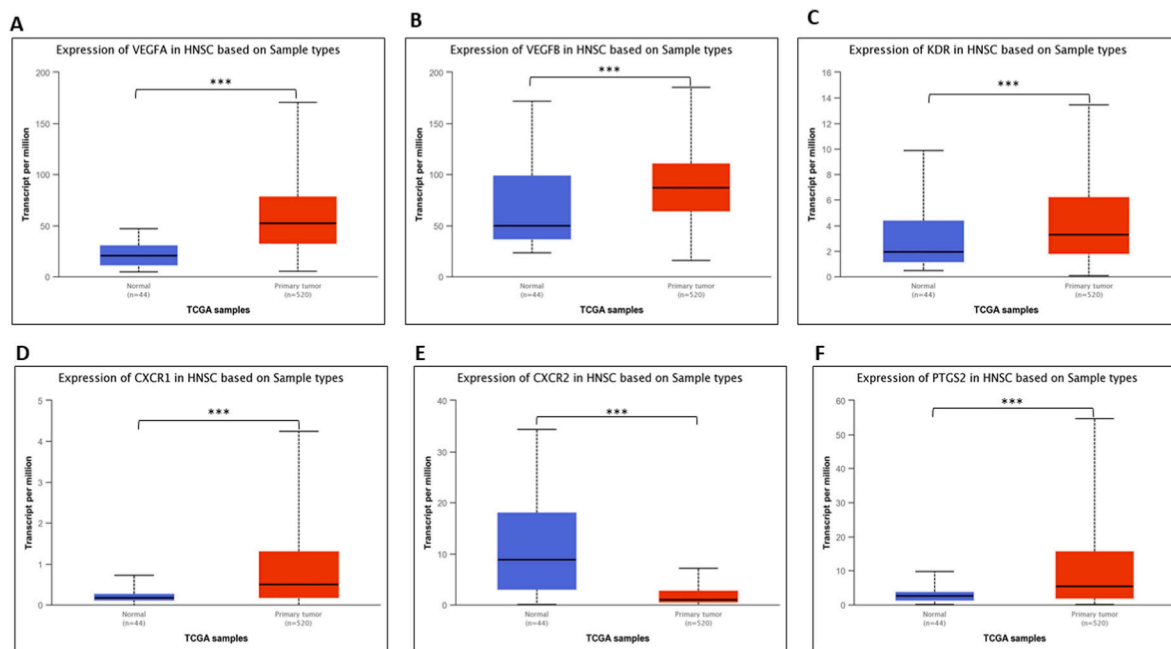 A
Expression of VEGFA in HNSC based on Sample types
***
Transcript per million
200
150
100
50
0
Normal
(n=44)
Primary tumor
(n=520)
TCGA samples
B
Expression of VEGFB in HNSC based on Sample types
***
Transcript per million
200
150
100
50
0
Normal
(n=44)
Primary tumor
(n=520)
TCGA samples
C
Expression of KDR in HNSC based on Sample types
***
Transcript per million
16
14
12
10
8
6
4
2
0
Normal
(n=44)
Primary tumor
(n=520)
TCGA samples
D
Expression of CXCR1 in HNSC based on Sample types
***
Transcript per million
5
4
3
2
1
0
Normal
(n=44)
Primary tumor
(n=520)
TCGA samples
E
Expression of CXCR2 in HNSC based on Sample types
***
Transcript per million
40
30
20
10
0
Normal
(n=44)
Primary tumor
(n=520)
TCGA samples
F
Expression of PTGS2 in HNSC based on Sample types
***
Transcript per million
60
50
40
30
20
10
0
Normal
(n=44)
Primary tumor
(n=520)
TCGA samples